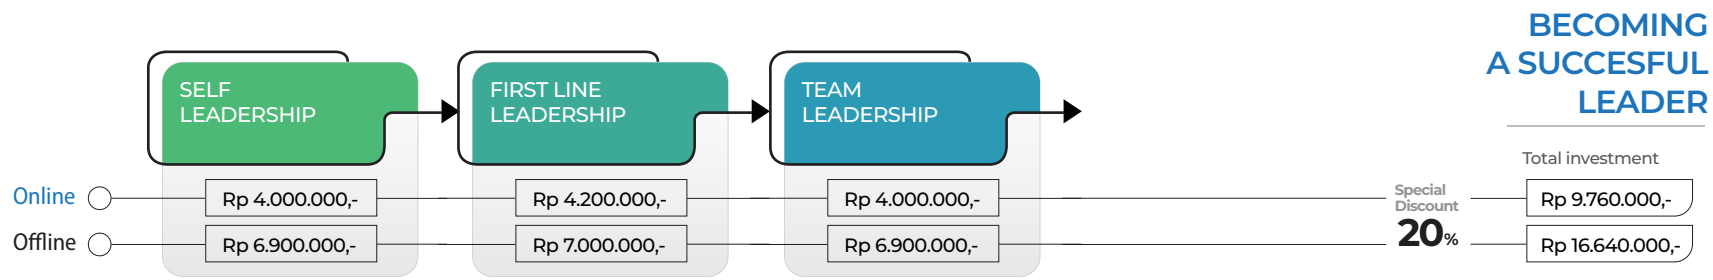 BECOMING
A SUCCESFUL
LEADER
SELF
LEADERSHIP
FIRST LINE
LEADERSHIP
TEAM
LEADERSHIP
Total investment
Online
Rp 4.000.000,-
Rp 4.200.000,-
Rp 4.000.000,-
Special
Discount
20%
Rp 9.760.000,-
Offline
Rp 6.900.000,-
Rp 7.000.000,-
Rp 6.900.000,-
Rp 16.640.000,-